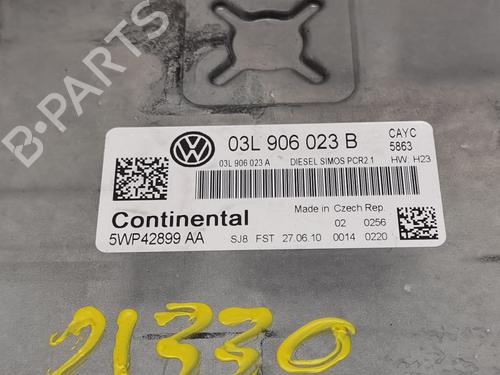 03L 906 023 B
CAYC
5863
03L 906 023 A DIESEL SIMOS PCR2.1 HW. H23
Continental
Made in Czech Rep.
5WP42899 AA
02 0256
SJ8 FST 27.06.10 0014 0220
21330
B-PARTS